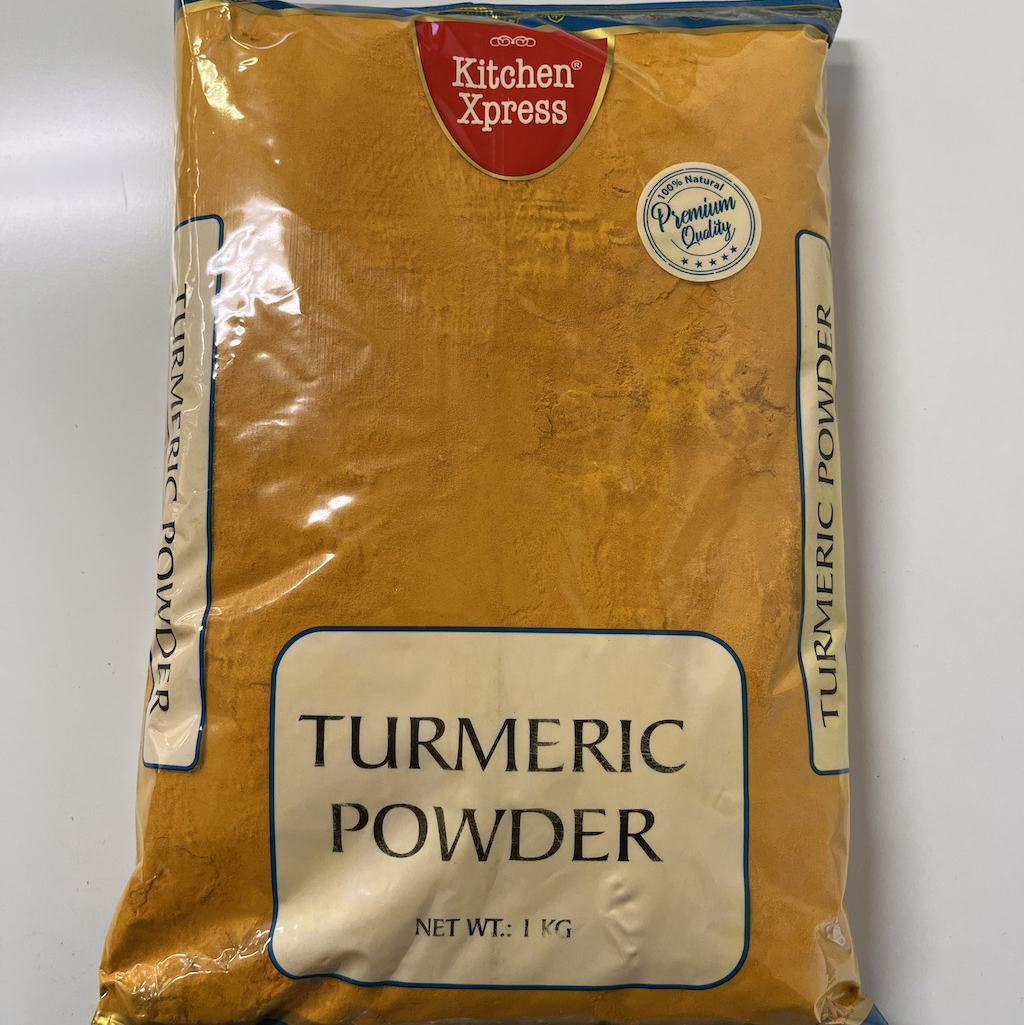 Kitchen®
Xpress
100% Natural
Premium
Quality
TURMERIC POWDER
TURMERIC POWDER
TURMERIC
POWDER
NET WT.: 1 KG